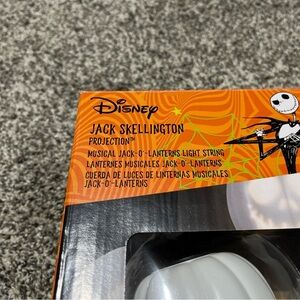 Disney
JACK SKELLINGTON
PROJECTION™
MUSICAL JACK-O'-LANTERNS LIGHT STRING
LANTERNES MUSICALES JACK-O'-LANTERNS
CUERDA DE LUCES DE LINTERNAS MUSICALES
JACK-O'-LANTERNS